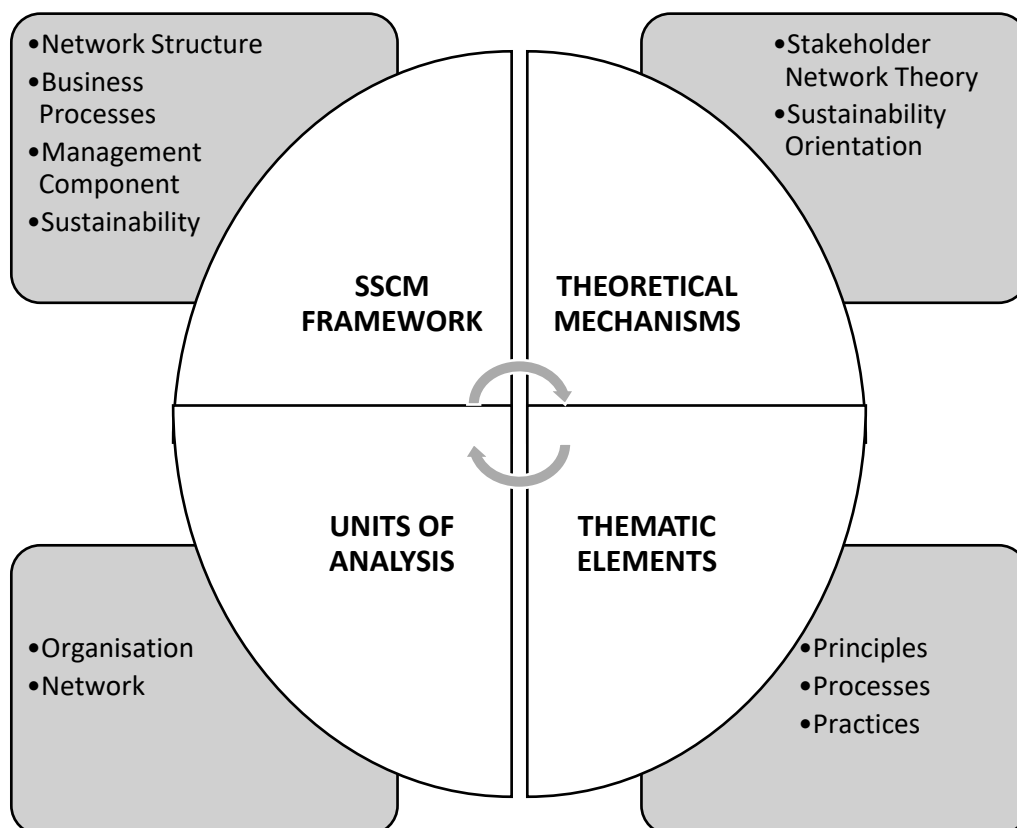 •Network Structure
•Business
Processes
•Management
Component
•Sustainability
•Stakeholder
Network Theory
•Sustainability
Orientation
SSCM
FRAMEWORK
THEORETICAL
MECHANISMS
UNITS OF
ANALYSIS
THEMATIC
ELEMENTS
•Organisation
•Network
•Principles
•Processes
•Practices